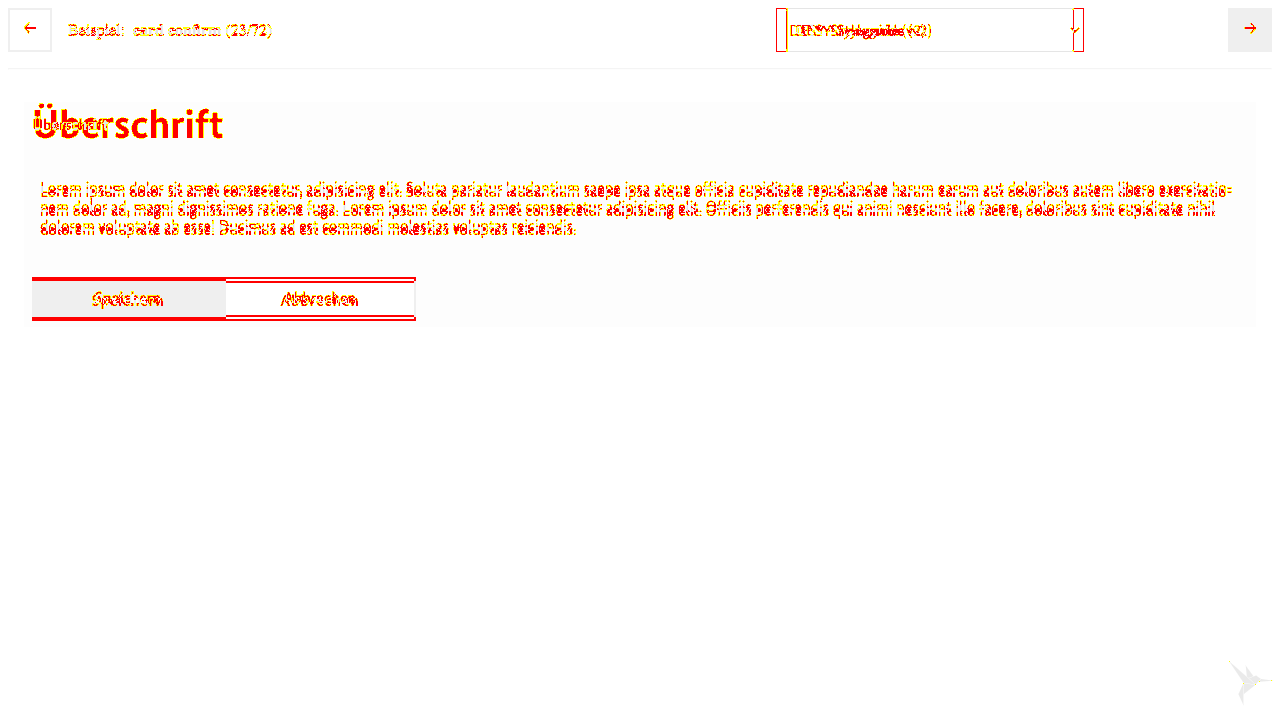 Beispiel: card confirm (23/72)
Überschrift
Überschrift
Lorem ipsum dolor sit amet consectetur, adipisicing elit. Soluta pariatur laudantium saepe ipsa atque officia cupiditate repudiandae harum earum aut doloribus autem libero exercitatio-
nem dolor ad, magni dignissimos ratione fuga. Lorem ipsum dolor sit amet consectetur adipisicing elit. Officiis perferendis qui animi nesciunt illo facere, doloribus sint cupiditate nihil
dolorem voluptate ab esse! Ducimus ad est commodi molestias voluptas reiciendis.
Speichern Abbrechen